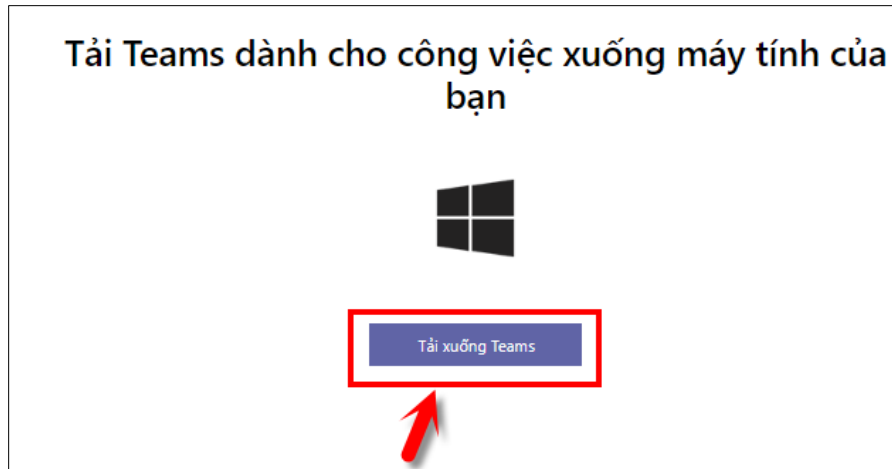 Tải Teams dành cho công việc xuống máy tính của
bạn
Tải xuống Teams